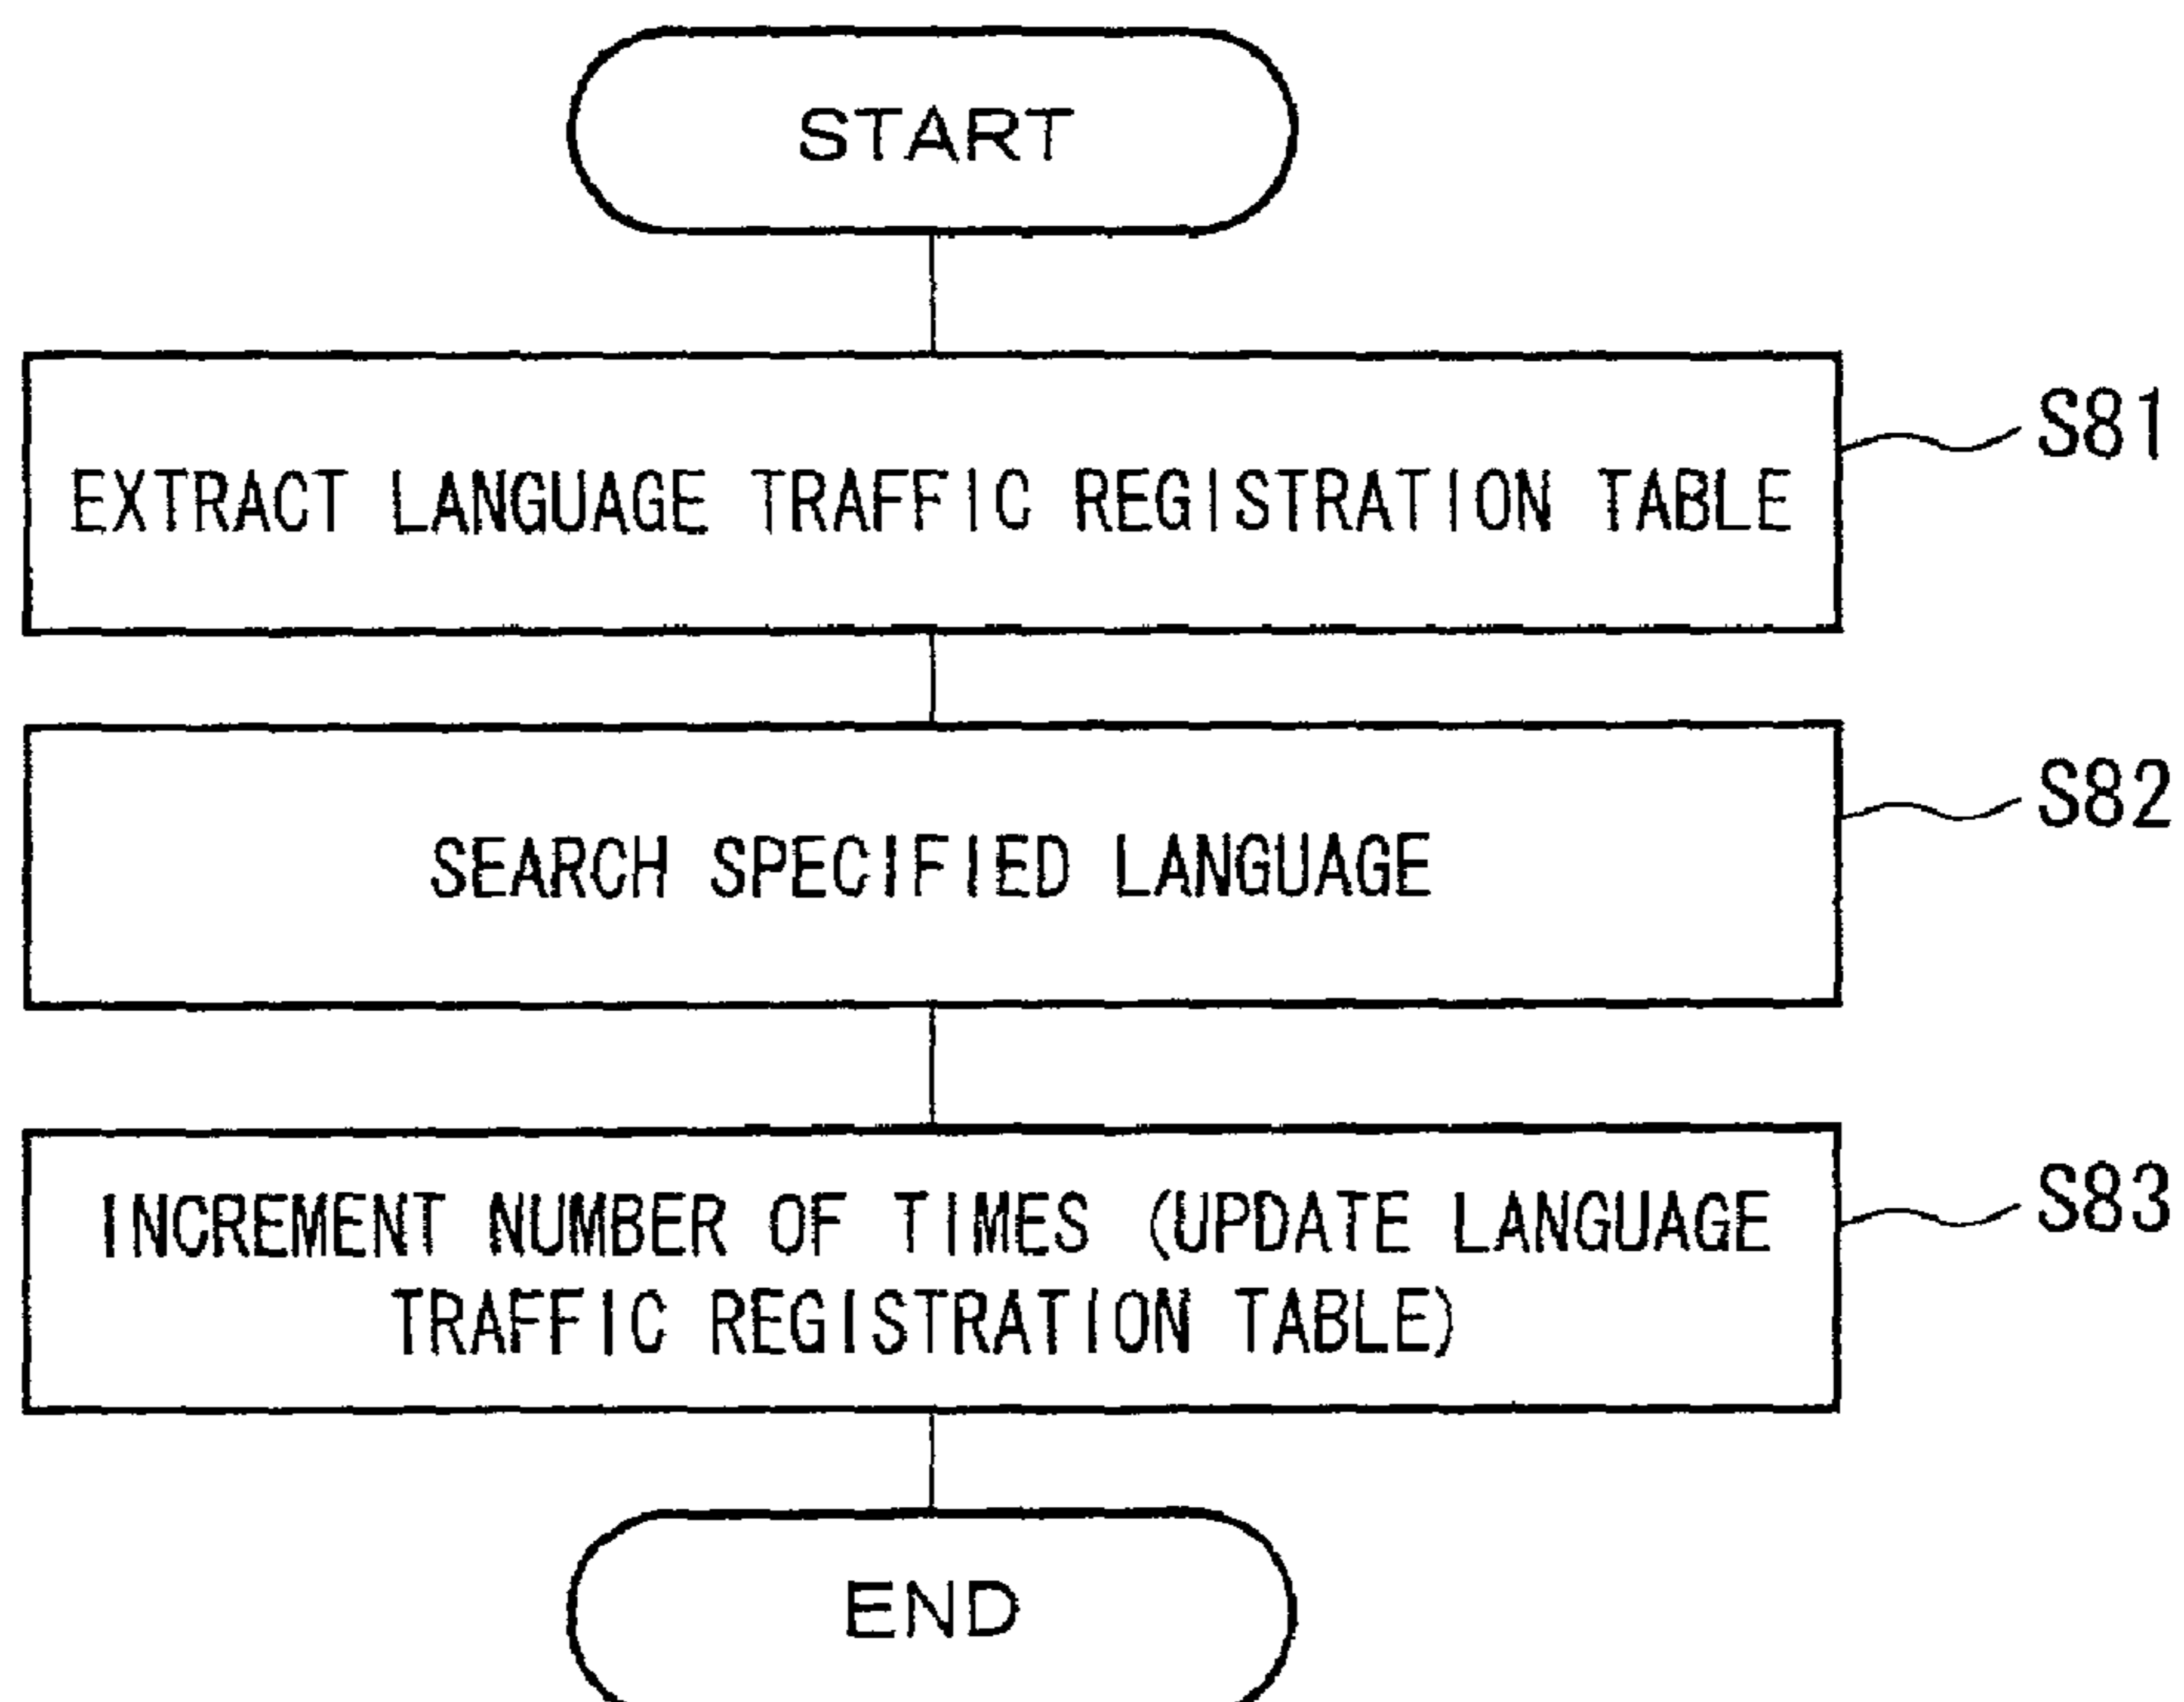 START
EXTRACT LANGUAGE TRAFFIC REGISTRATION TABLE
S81
SEARCH SPECIFIED LANGUAGE
S82
INCREMENT NUMBER OF TIMES (UPDATE LANGUAGE
TRAFFIC REGISTRATION TABLE)
S83
END